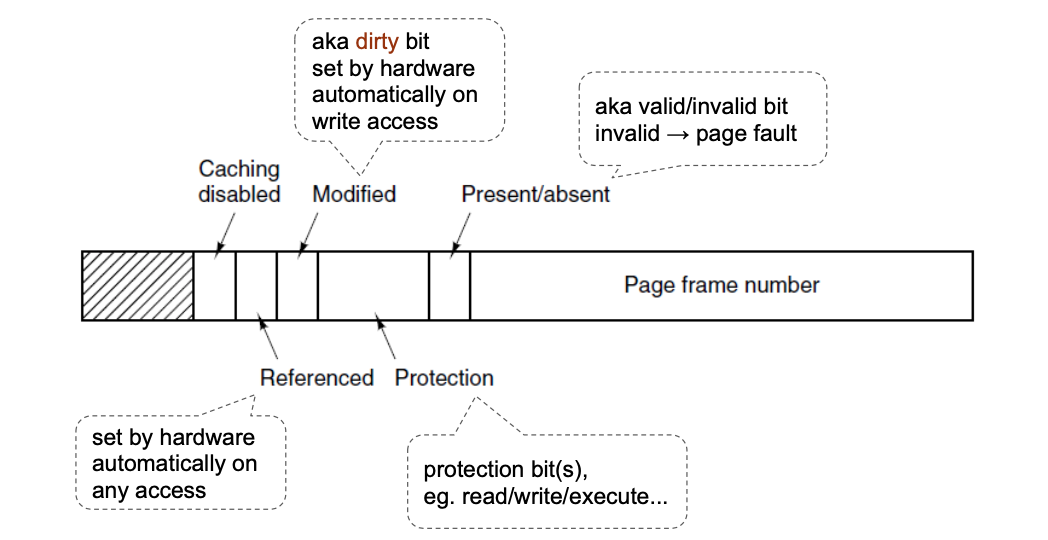 aka dirty bit
set by hardware
automatically on
write access
aka valid/invalid bit
invalid → page fault
Caching
disabled
Modified
Present/absent
Page frame number
Referenced
Protection
set by hardware
automatically on
any access
protection bit(s),
eg. read/write/execute...